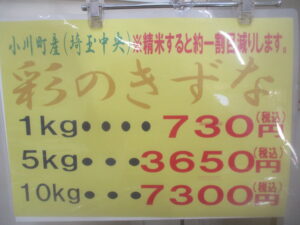 小川町産(埼玉中央)※精米すると約一割目減りします。
彩のきずな
1kg・・・・730円(税込)
5kg・・・3650円(税込)
10kg・・・7300円(税込)